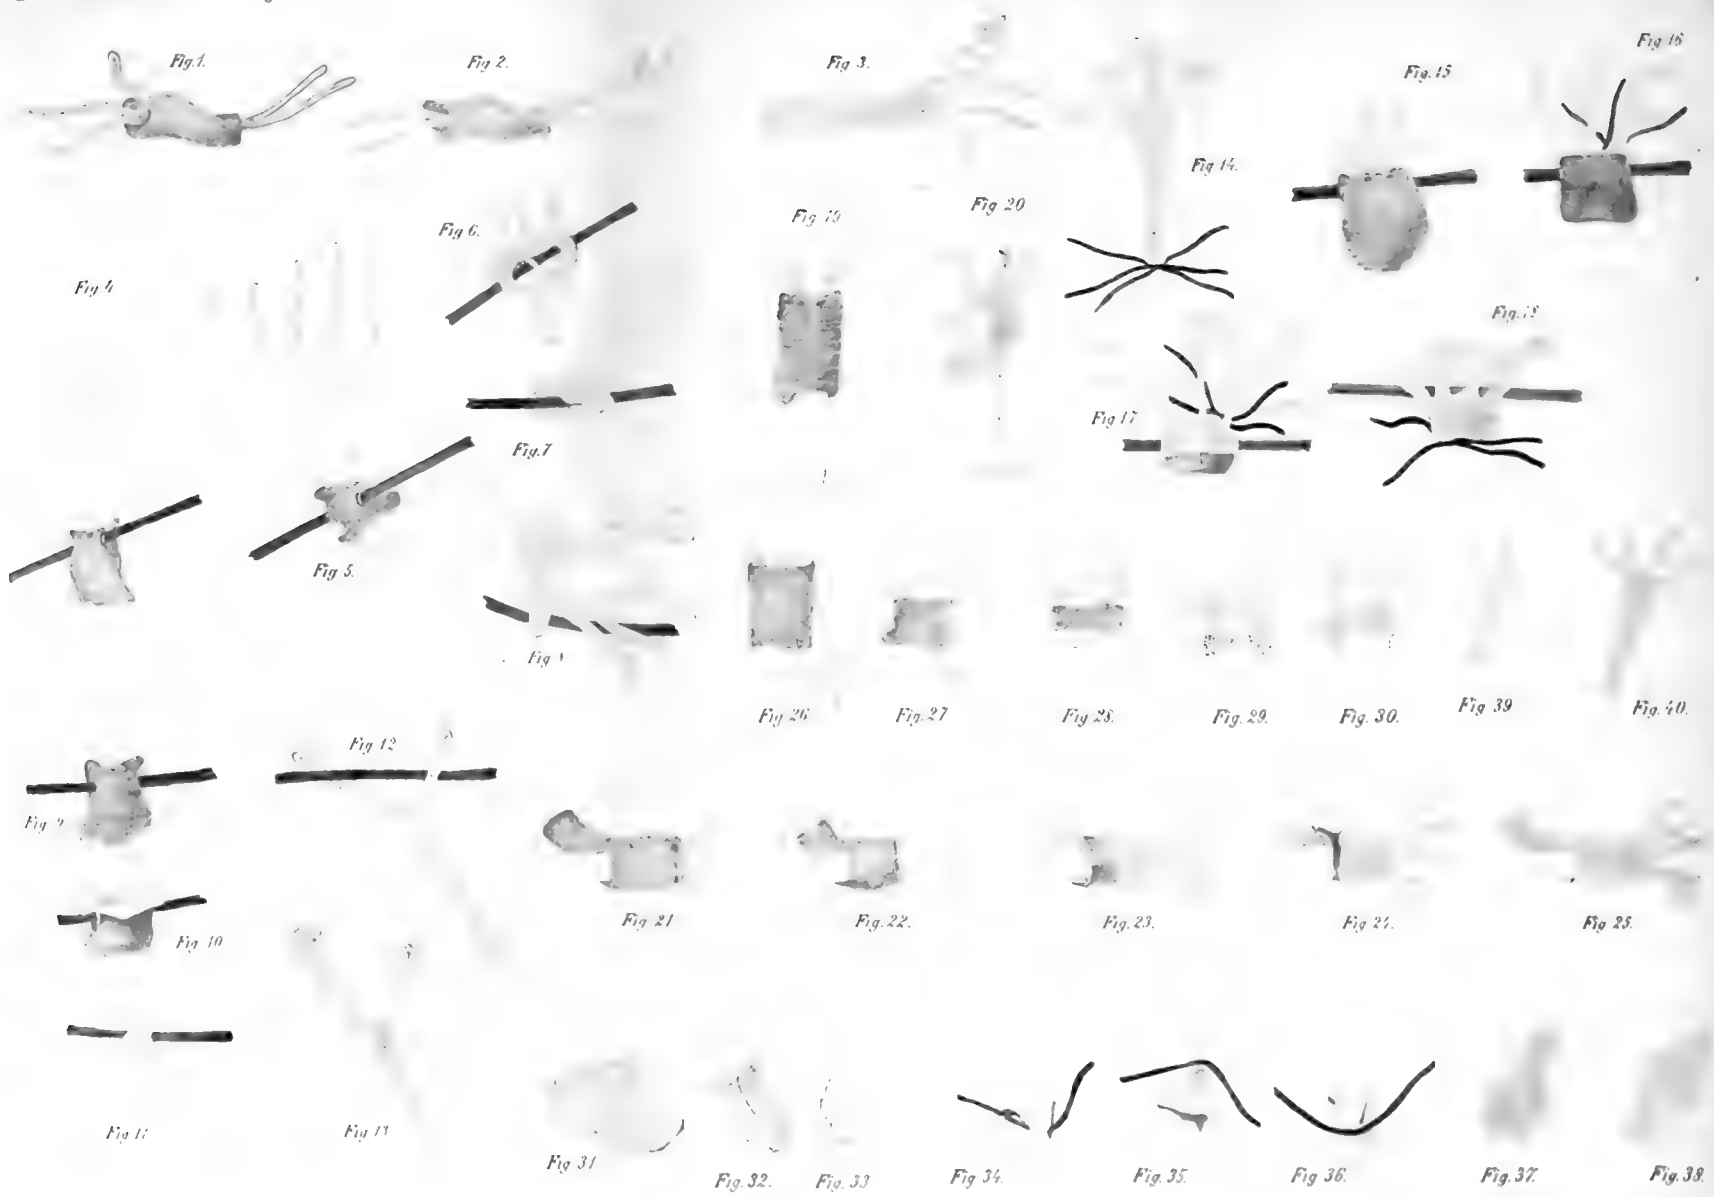 Fig. 1.
Fig 2.
Fig 3.
Fig 16
Fig. 15
Fig 14.
Fig 20
Fig 6.
Fig 4
Fig. 17
Fig. 7
Fig 5.
Fig 26
Fig. 27
Fig. 28.
Fig. 29.
Fig. 30.
Fig 39
Fig. 40.
Fig 12
Fig 10
Fig 21
Fig. 22.
Fig. 23.
Fig 25.
Fig 31
Fig. 32.
Fig. 33
Fig 34.
Fig. 35.
Fig 36.
Fig. 37.
Fig. 38.